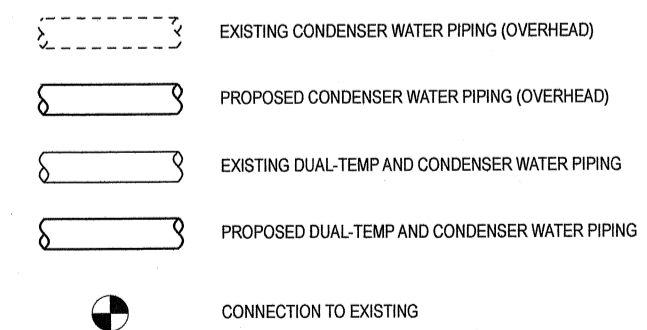 EXISTING CONDENSER WATER PIPING (OVERHEAD)
PROPOSED CONDENSER WATER PIPING (OVERHEAD)
EXISTING DUAL-TEMP AND CONDENSER WATER PIPING
PROPOSED DUAL-TEMP AND CONDENSER WATER PIPING
CONNECTION TO EXISTING